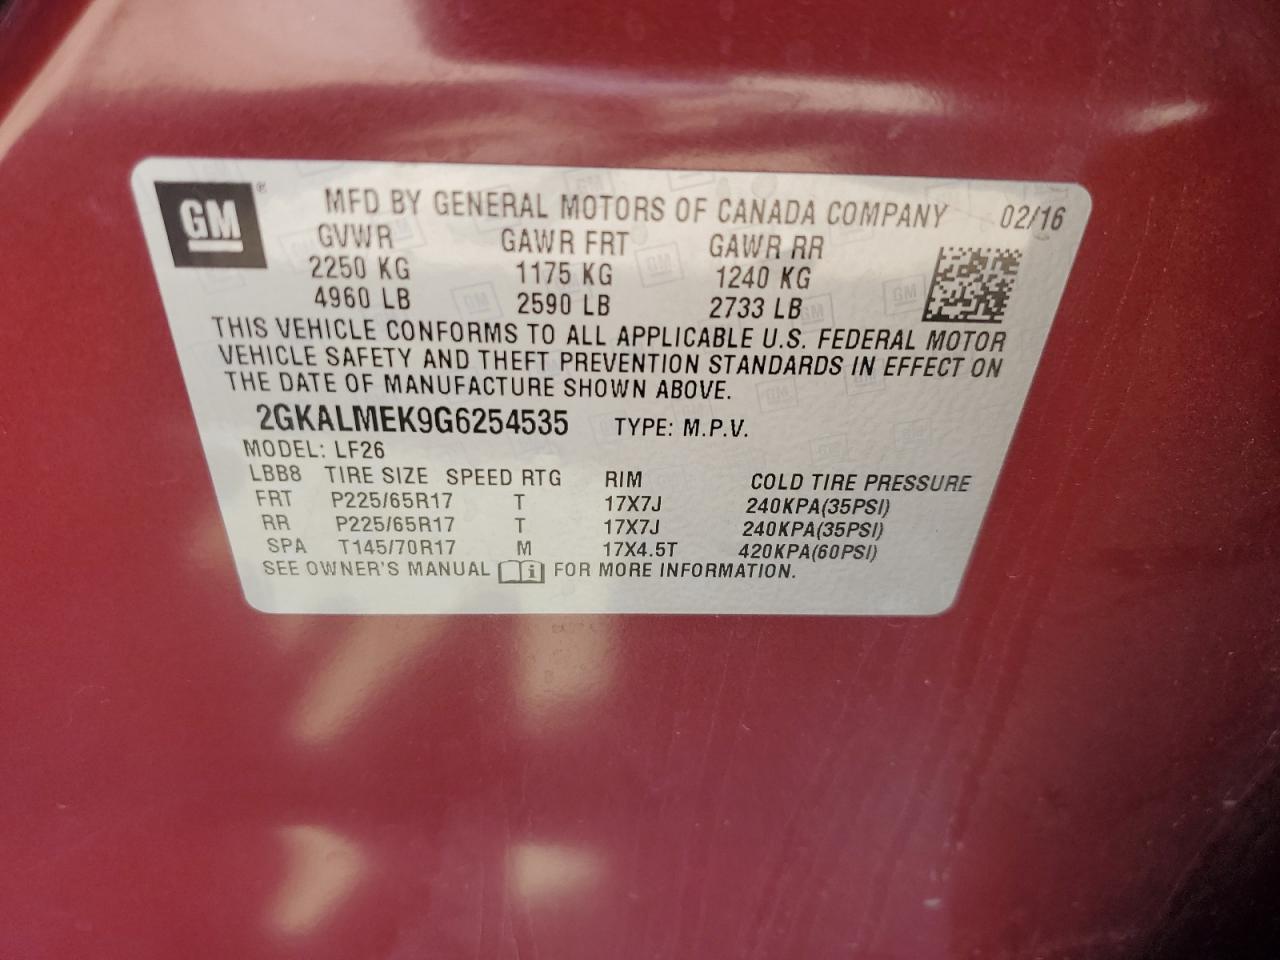 GM®
MFD BY GENERAL MOTORS OF CANADA COMPANY 02/16
GVWR GAWR FRT GAWR RR
2250 KG 1175 KG 1240 KG
4960 LB 2590 LB 2733 LB
THIS VEHICLE CONFORMS TO ALL APPLICABLE U.S. FEDERAL MOTOR
VEHICLE SAFETY AND THEFT PREVENTION STANDARDS IN EFFECT ON
THE DATE OF MANUFACTURE SHOWN ABOVE.
2GKALMEK9G6254535 TYPE: M.P.V.
MODEL: LF26
LBB8 TIRE SIZE SPEED RTG RIM COLD TIRE PRESSURE
FRT P225/65R17 T 17X7J 240KPA(35PSI)
RR P225/65R17 T 17X7J 240KPA(35PSI)
SPA T145/70R17 M 17X4.5T 420KPA(60PSI)
SEE OWNER'S MANUAL i FOR MORE INFORMATION.